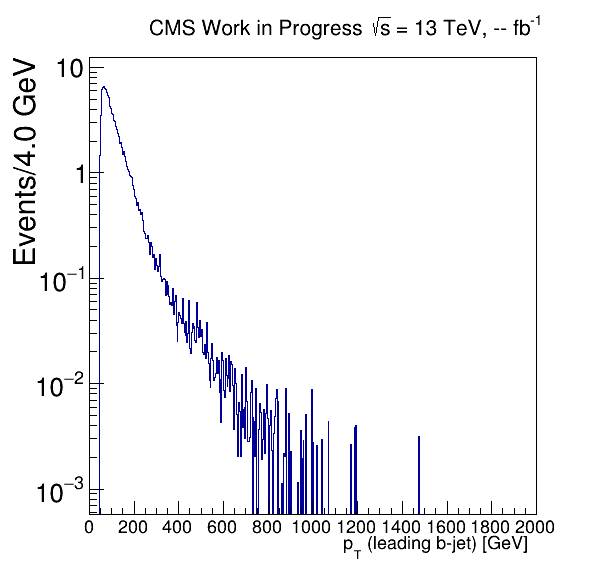 CMS Work in Progress √s = 13 TeV, -- fb⁻¹
Events/4.0 GeV
10
1
10⁻¹
10⁻²
10⁻³
0 200 400 600 800 1000 1200 1400 1600 1800 2000
p_T (leading b-jet) [GeV]